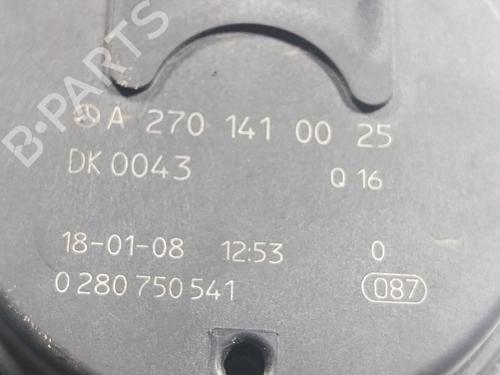 A 270 141 00 25
DK 0043 Q 16
18-01-08 12:53 0
0 280 750 541 087
B-PARTS